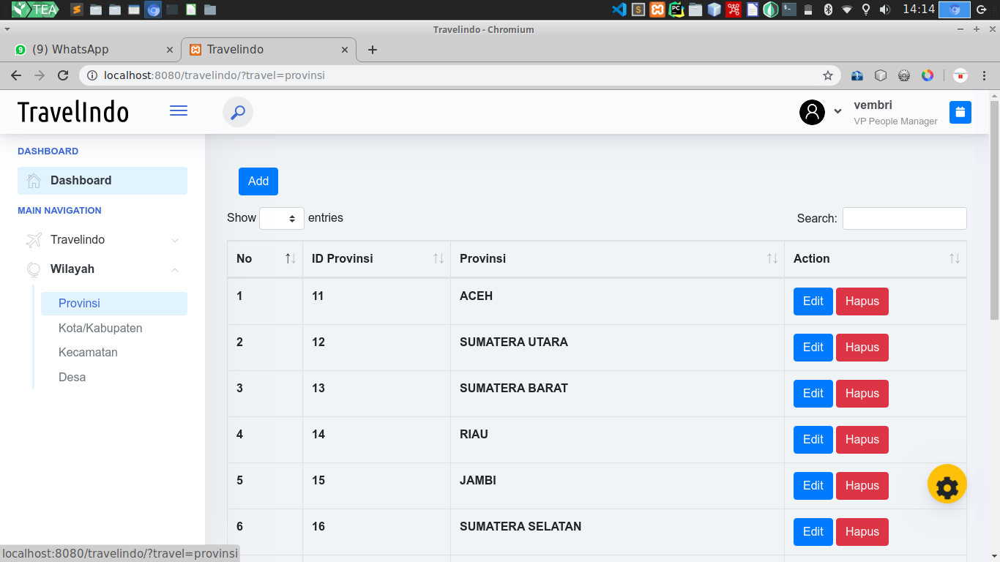 TEA
14:14
Travelindo - Chromium
(9) WhatsApp
Travelindo
localhost:8080/travelindo/?travel=provinsi
TravelIndo
vembri
VP People Manager
DASHBOARD
Dashboard
MAIN NAVIGATION
Travelindo
Wilayah
Provinsi
Kota/Kabupaten
Kecamatan
Desa
Add
Show entries
Search:
No ID Provinsi Provinsi Action
1 11 ACEH Edit Hapus
2 12 SUMATERA UTARA Edit Hapus
3 13 SUMATERA BARAT Edit Hapus
4 14 RIAU Edit Hapus
5 15 JAMBI Edit Hapus
6 16 SUMATERA SELATAN Edit Hapus
localhost:8080/travelindo/?travel=provinsi